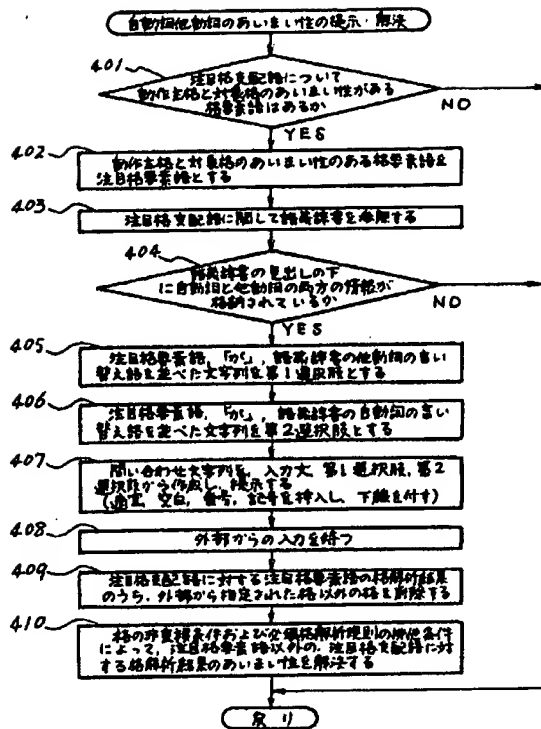 自動詞他動詞のあいまい性の提示・解決
401
注目格支配語について
動作主格と対象格のあいまい性がある
格要素語はあるか
NO
YES
402
動作主格と対象格のあいまい性のある格要素語を
注目格要素語とする
403
注目格支配語に関して語義辞書を参照する
404
語義辞書の見出しの下
に自動詞と他動詞の両方の情報が
格納されているか
NO
YES
405
注目格要素語,「が」,語義辞書の他動詞の言い
替え語を並べた文字列を第1選択肢とする
406
注目格要素語,「が」,語義辞書の自動詞の言い
替え語を並べた文字列を第2選択肢とする
407
問い合わせ文字列を,入力文,第1選択肢,第2
選択肢から作成し,提示する
(適宜,空白,番号,記号を挿入し,下線を付す)
408
外部からの入力を待つ
409
注目格支配語に対する注目格要素語の格解析結果
のうち,外部から指定された格以外の格を削除する
410
格の非重複条件および必須格解析規則の排他条件
によって,注目格要素語以外の,注目格支配語に対
する格解析結果のあいまい性を解決する
戻り